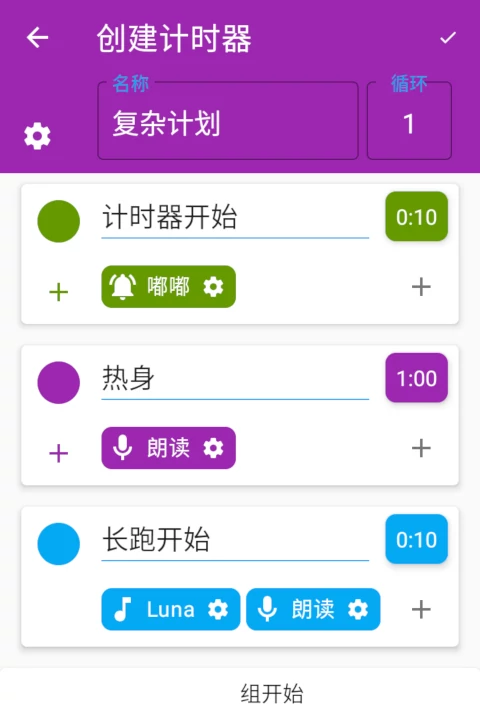 创建计时器
名称
循环
复杂计划
1
计时器开始
0:10
嘟嘟
热身
1:00
朗读
长跑开始
0:10
Luna
朗读
组开始